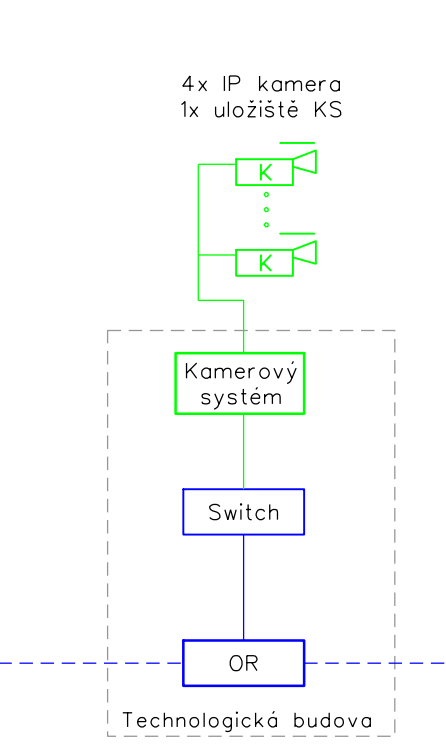 4x IP kamera
1x uložiště KS
K
K
Kamerový
systém
Switch
OR
Technologická budova